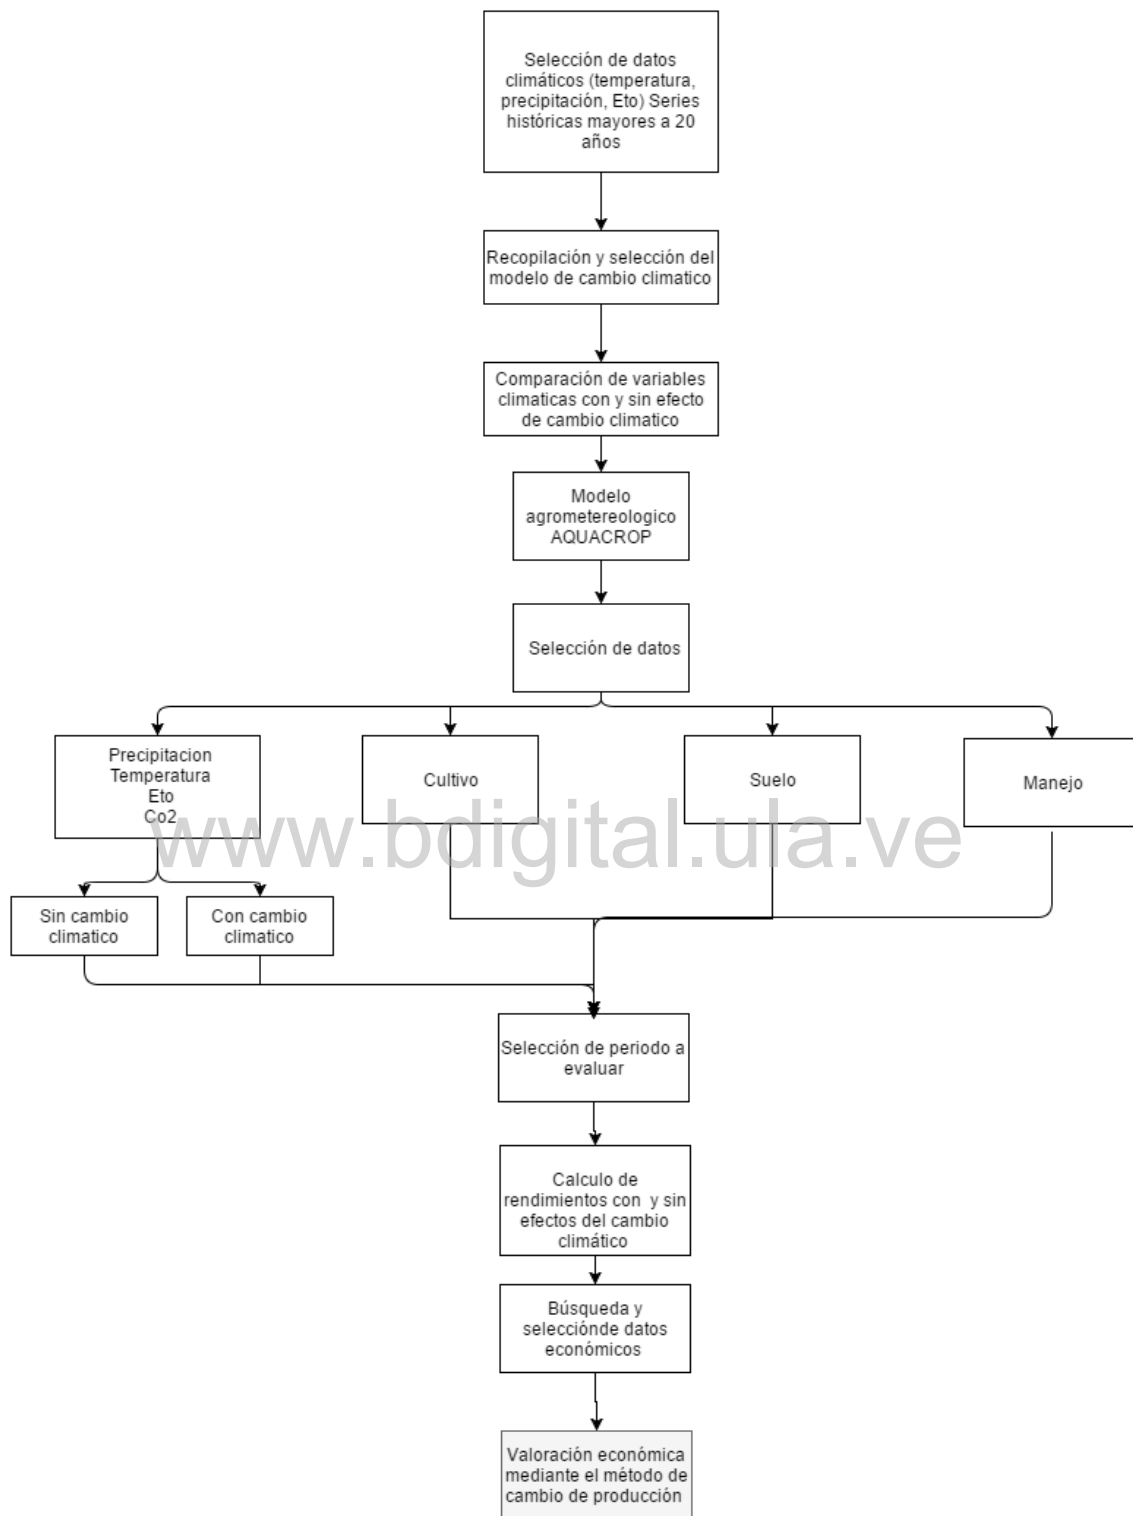 Selección de datos
climáticos (temperatura,
precipitación, Eto) Series
históricas mayores a 20
años
Recopilación y selección del
modelo de cambio climatico
Comparación de variables
climaticas con y sin efecto
de cambio climatico
Modelo
agrometereologico
AQUACROP
Selección de datos
Precipitacion
Temperatura
Eto
Co2
Cultivo
Suelo
Manejo
www.bdigital.ula.ve
Sin cambio
climatico
Con cambio
climatico
Selección de periodo a
evaluar
Calculo de
rendimientos con y sin
efectos del cambio
climático
Búsqueda y
selecciónde datos
económicos
Valoración económica
mediante el método de
cambio de producción